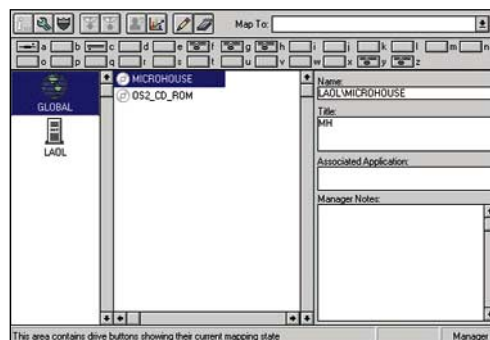 Map To:
a b c d e f g h i j k l m n
o p q r s t u v w x y z
GLOBAL
LAOL
MICROHOUSE
OS2_CD_ROM
Name:
LAOL\MICROHOUSE
Title:
MH
Associated Application:
Manager Notes:
This area contains drive buttons showing their current mapping state
Manager